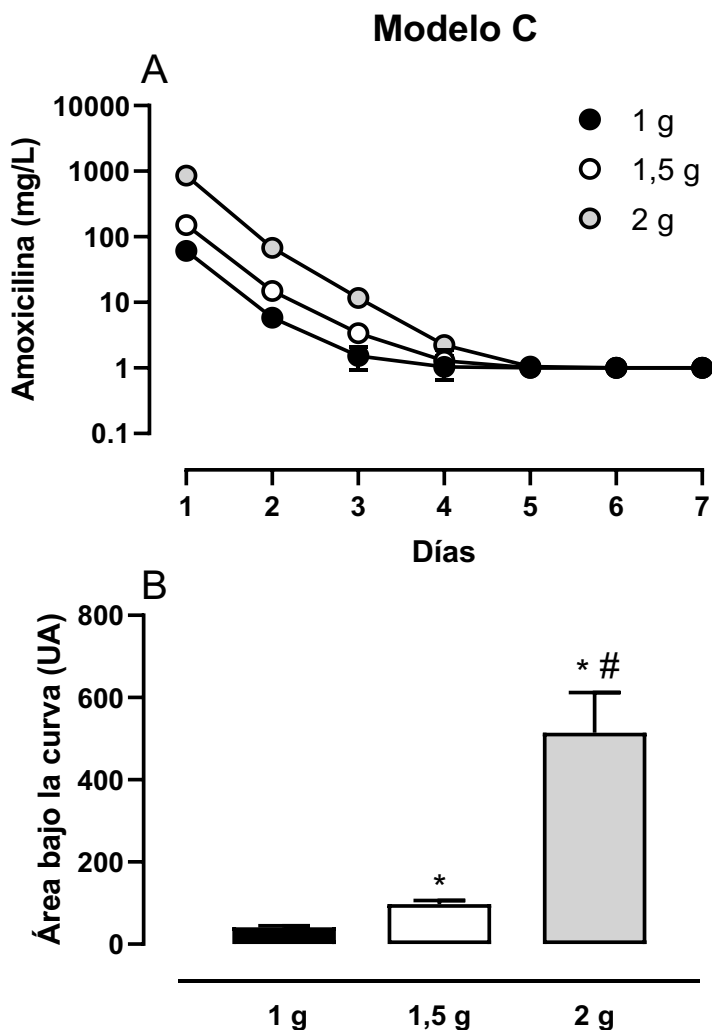 Modelo C
A
Amoxicilina (mg/L)
10000
1000
100
10
1
0.1
1 g
1,5 g
2 g
1 2 3 4 5 6 7
Días
B
Área bajo la curva (UA)
800
600
400
200
0
*
* #
1 g 1,5 g 2 g